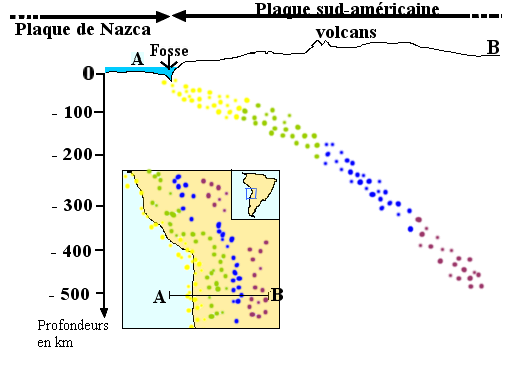 Plaque sud-américaine
Plaque de Nazca
volcans
Fosse
A
B
0
- 100
- 200
- 300
- 400
- 500
A
B
Profondeurs
en km